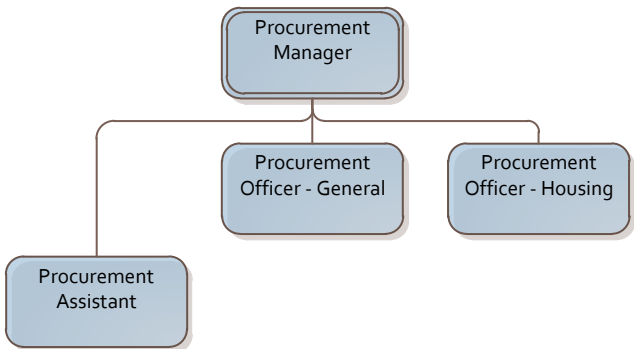 Procurement
Manager
Procurement
Officer - General
Procurement
Officer - Housing
Procurement
Assistant